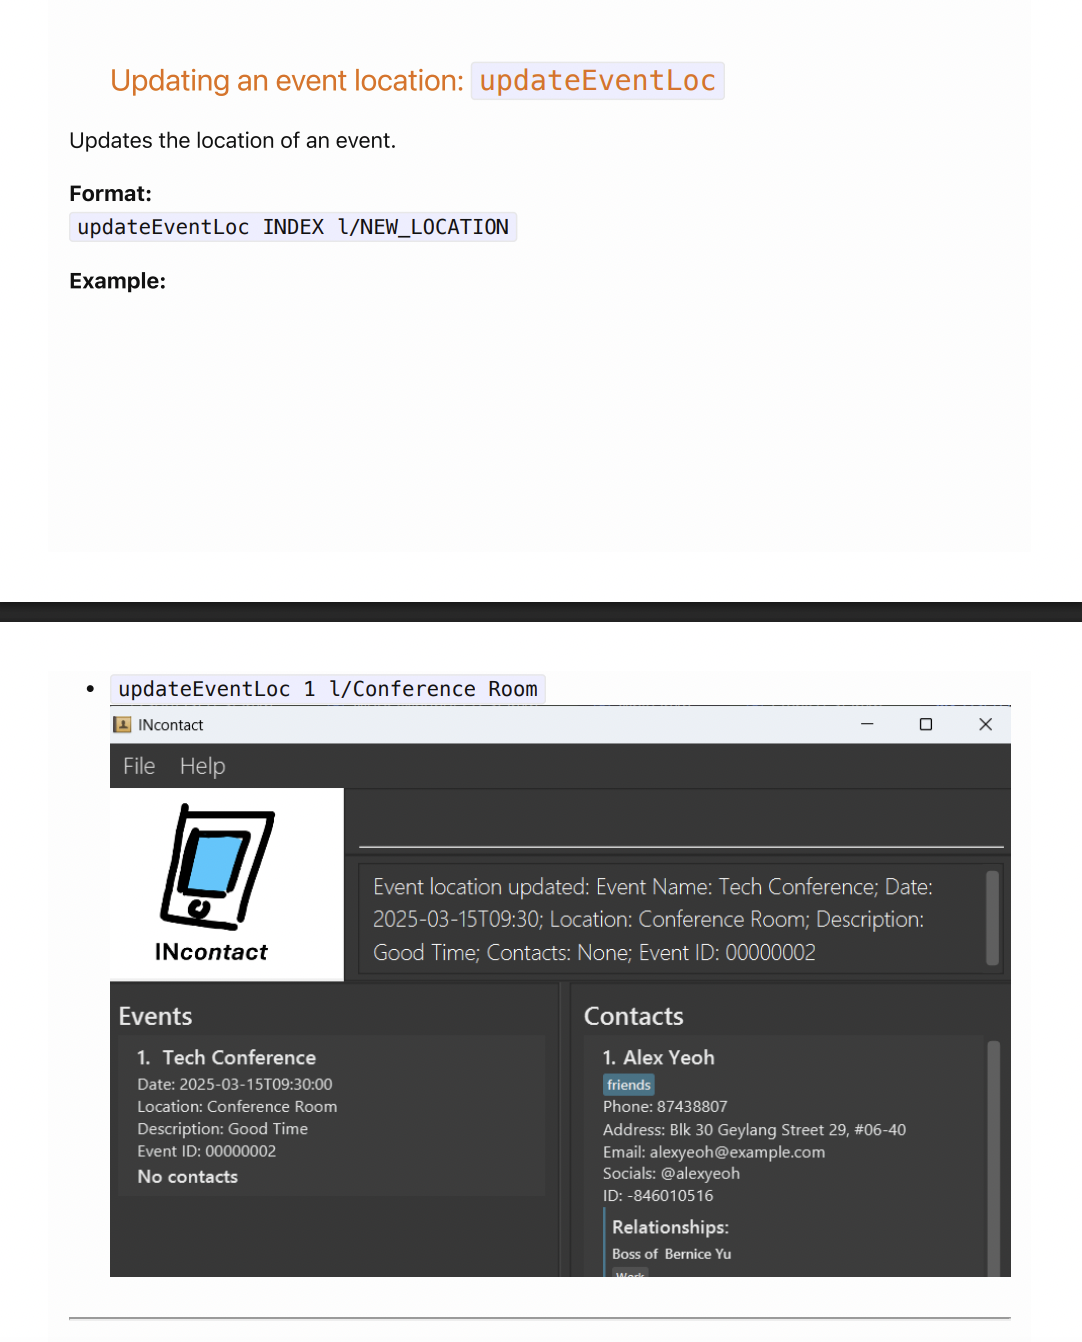 Updating an event location: updateEventLoc
Updates the location of an event.
Format:
updateEventLoc INDEX l/NEW_LOCATION
Example:
• updateEventLoc 1 l/Conference Room
INcontact
File Help
INcontact
Event location updated: Event Name: Tech Conference; Date:
2025-03-15T09:30; Location: Conference Room; Description:
Good Time; Contacts: None; Event ID: 00000002
Events
1. Tech Conference
Date: 2025-03-15T09:30:00
Location: Conference Room
Description: Good Time
Event ID: 00000002
No contacts
Contacts
1. Alex Yeoh
friends
Phone: 87438807
Address: Blk 30 Geylang Street 29, #06-40
Email: alexyeoh@example.com
Socials: @alexyeoh
ID: -846010516
Relationships:
Boss of Bernice Yu
Work